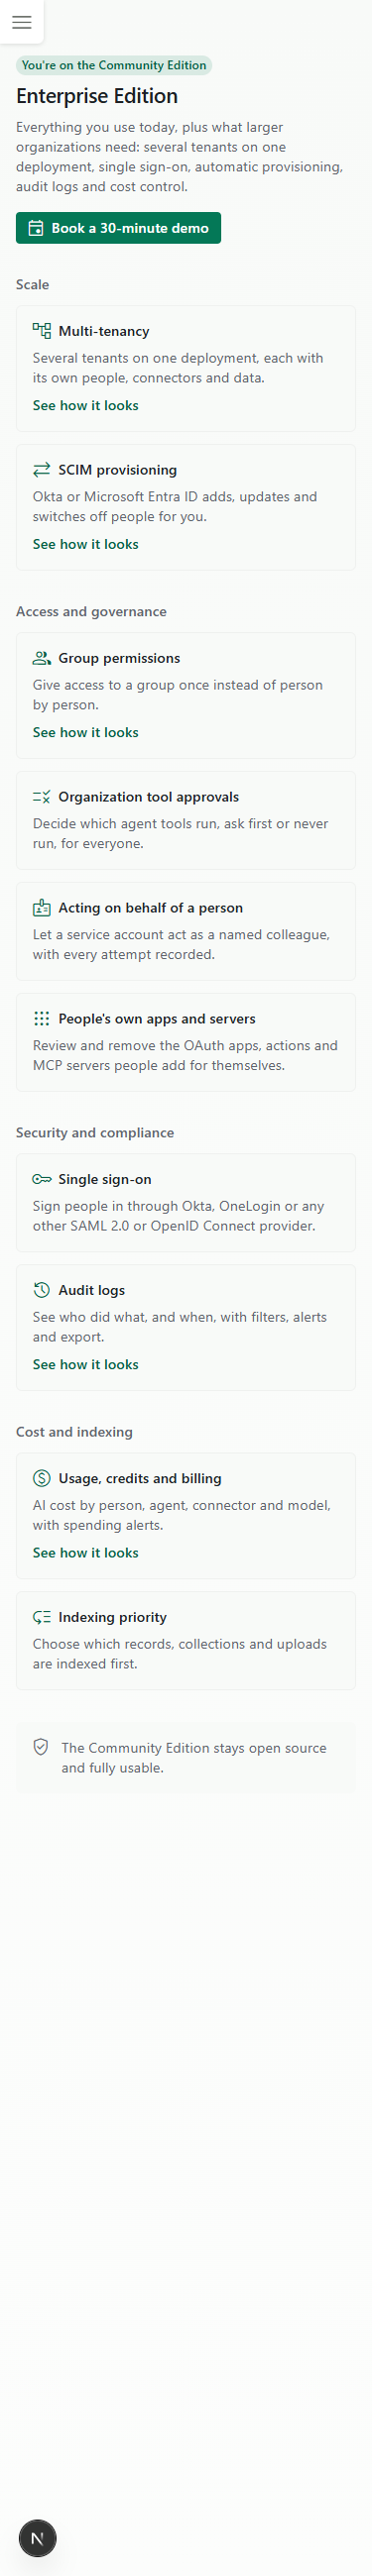 You're on the Community Edition
Enterprise Edition
Everything you use today, plus what larger
organizations need: several tenants on one
deployment, single sign-on, automatic provisioning,
audit logs and cost control.
Book a 30-minute demo
Scale
Multi-tenancy
Several tenants on one deployment, each with
its own people, connectors and data.
See how it looks
SCIM provisioning
Okta or Microsoft Entra ID adds, updates and
switches off people for you.
See how it looks
Access and governance
Group permissions
Give access to a group once instead of person
by person.
See how it looks
Organization tool approvals
Decide which agent tools run, ask first or never
run, for everyone.
Acting on behalf of a person
Let a service account act as a named colleague,
with every attempt recorded.
People's own apps and servers
Review and remove the OAuth apps, actions and
MCP servers people add for themselves.
Security and compliance
Single sign-on
Sign people in through Okta, OneLogin or any
other SAML 2.0 or OpenID Connect provider.
Audit logs
See who did what, and when, with filters, alerts
and export.
See how it looks
Cost and indexing
Usage, credits and billing
AI cost by person, agent, connector and model,
with spending alerts.
See how it looks
Indexing priority
Choose which records, collections and uploads
are indexed first.
The Community Edition stays open source
and fully usable.
N